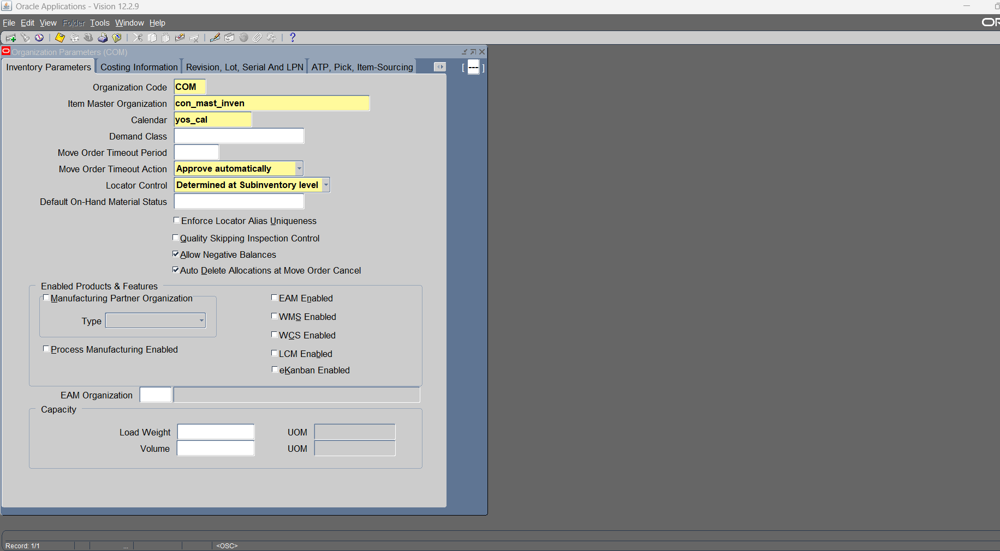 Oracle Applications - Vision 12.2.9
File Edit View Folder Tools Window Help
Organization Parameters (COM)
Inventory Parameters Costing Information Revision, Lot, Serial And LPN ATP, Pick, Item-Sourcing [ --- ]
Organization Code COM
Item Master Organization con_mast_inven
Calendar yos_cal
Demand Class
Move Order Timeout Period
Move Order Timeout Action Approve automatically
Locator Control Determined at Subinventory level
Default On-Hand Material Status
Enforce Locator Alias Uniqueness
Quality Skipping Inspection Control
Allow Negative Balances
Auto Delete Allocations at Move Order Cancel
Enabled Products & Features
Manufacturing Partner Organization EAM Enabled
WMS Enabled
Type
WCS Enabled
Process Manufacturing Enabled
LCM Enabled
eKanban Enabled
EAM Organization
Capacity
Load Weight UOM
Volume UOM
Record: 1/1 ... <OSC>